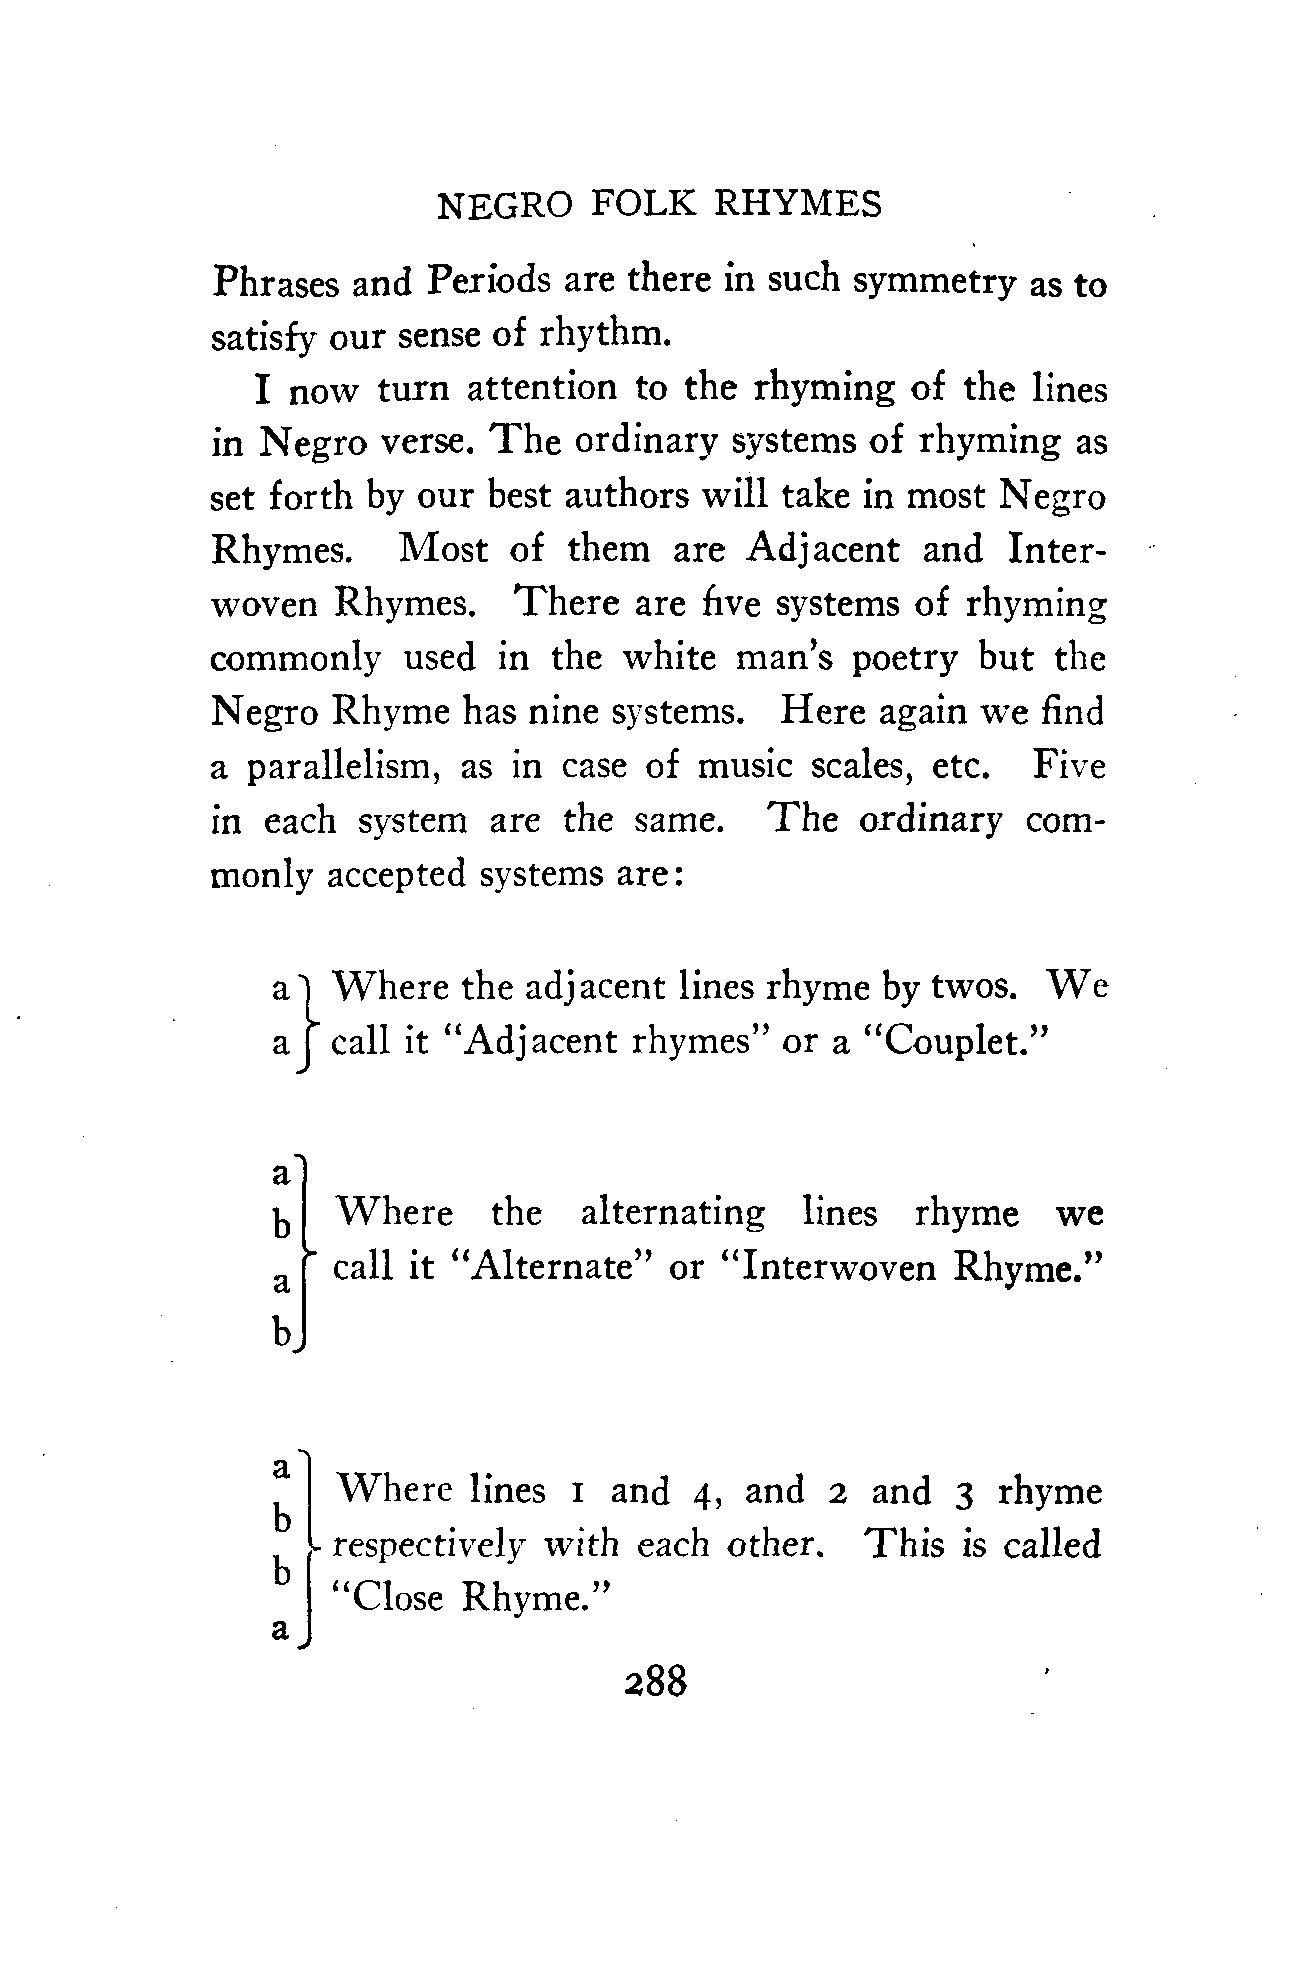 NEGRO FOLK RHYMES
Phrases and Periods are there in such symmetry as to
satisfy our sense of rhythm.
I now turn attention to the rhyming of the lines
in Negro verse. The ordinary systems of rhyming as
set forth by our best authors will take in most Negro
Rhymes. Most of them are Adjacent and Inter-
woven Rhymes. There are five systems of rhyming
commonly used in the white man's poetry but the
Negro Rhyme has nine systems. Here again we find
a parallelism, as in case of music scales, etc. Five
in each system are the same. The ordinary com-
monly accepted systems are:
a } Where the adjacent lines rhyme by twos. We
a } call it "Adjacent rhymes" or a "Couplet."
a
b Where the alternating lines rhyme we
a call it "Alternate" or "Interwoven Rhyme."
b
a
b Where lines 1 and 4, and 2 and 3 rhyme
b respectively with each other. This is called
a "Close Rhyme."
288